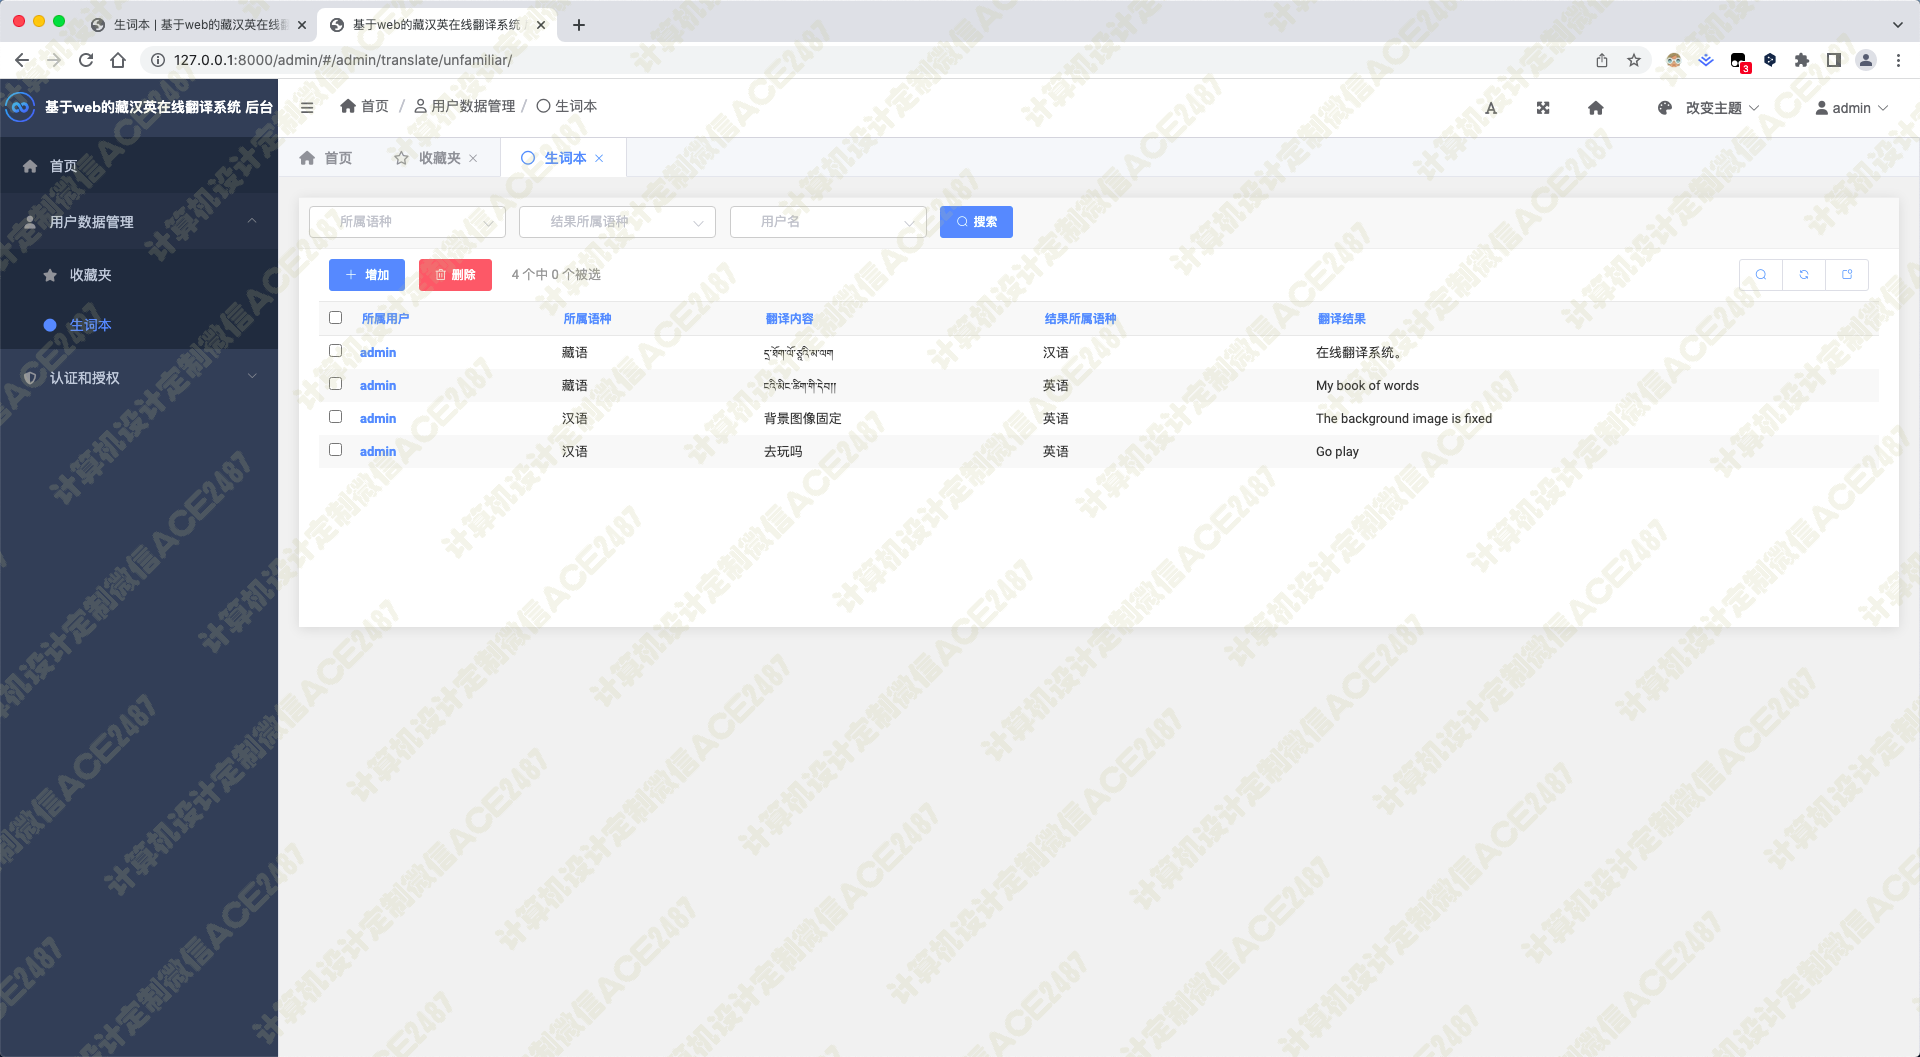 生词本 | 基于web的藏汉英在线
基于web的藏汉英在线翻译系统
127.0.0.1:8000/admin/#/admin/translate/unfamiliar/
3
基于web的藏汉英在线翻译系统 后台
首页 / 用户数据管理 / 生词本
A
改变主题
admin
首页
收藏夹
生词本
首页
用户数据管理
收藏夹
生词本
认证和授权
所属语种
结果所属语种
用户名
搜索
增加
删除
4 个中 0 个被选
所属用户 所属语种 翻译内容 结果所属语种 翻译结果
admin 藏语 汉语 在线翻译系统。
admin 藏语 ངའི་མིང་ཚིག་གི་དེབ།། 英语 My book of words
admin 汉语 背景图像固定 英语 The background image is fixed
admin 汉语 去玩吗 英语 Go play
计算机设计定制微信ACE2487